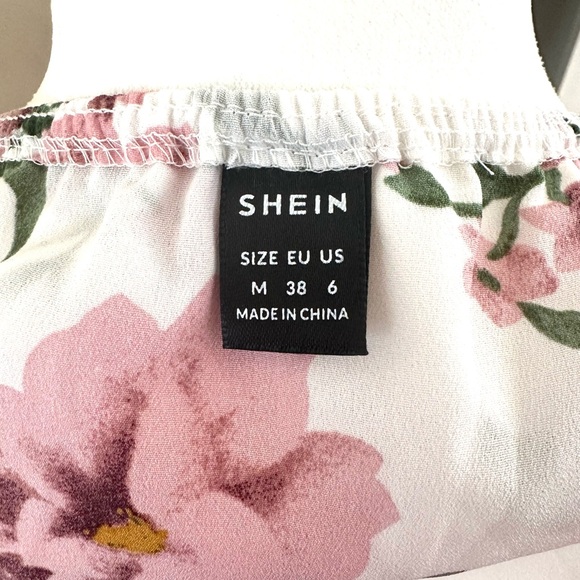 SHEIN
SIZE EU US
M 38 6
MADE IN CHINA